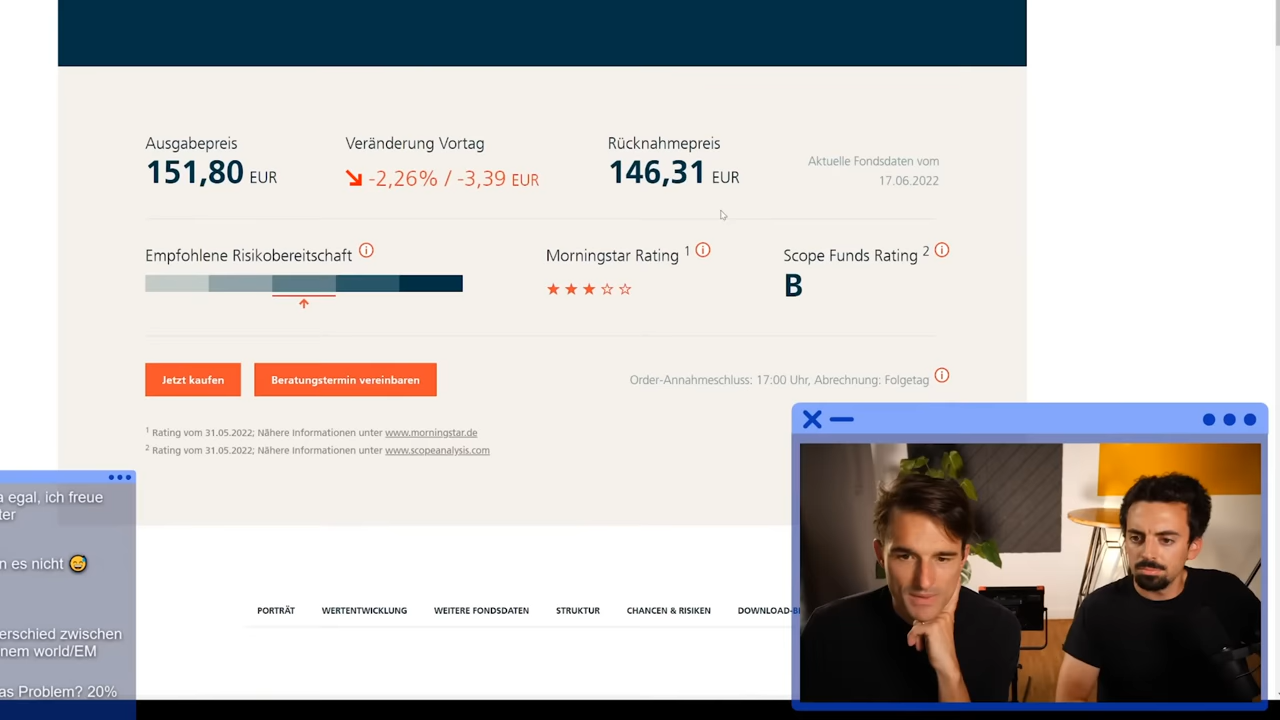 Ausgabepreis
151,80 EUR
Veränderung Vortag
-2,26% / -3,39 EUR
Rücknahmepreis
146,31 EUR
Aktuelle Fondsdaten vom
17.06.2022
Empfohlene Risikobereitschaft
Morningstar Rating 1
Scope Funds Rating 2
B
Jetzt kaufen
Beratungstermin vereinbaren
Order-Annahmeschluss: 17:00 Uhr, Abrechnung: Folgetag
1 Rating vom 31.05.2022; Nähere Informationen unter www.morningstar.de
2 Rating vom 31.05.2022; Nähere Informationen unter www.scopeanalysis.com
a egal, ich freue
ter
n es nicht 😅
erschied zwischen
nem world/EM
as Problem? 20%
PORTRÄT
WERTENTWICKLUNG
WEITERE FONDSDATEN
STRUKTUR
CHANCEN & RISIKEN
DOWNLOAD-B